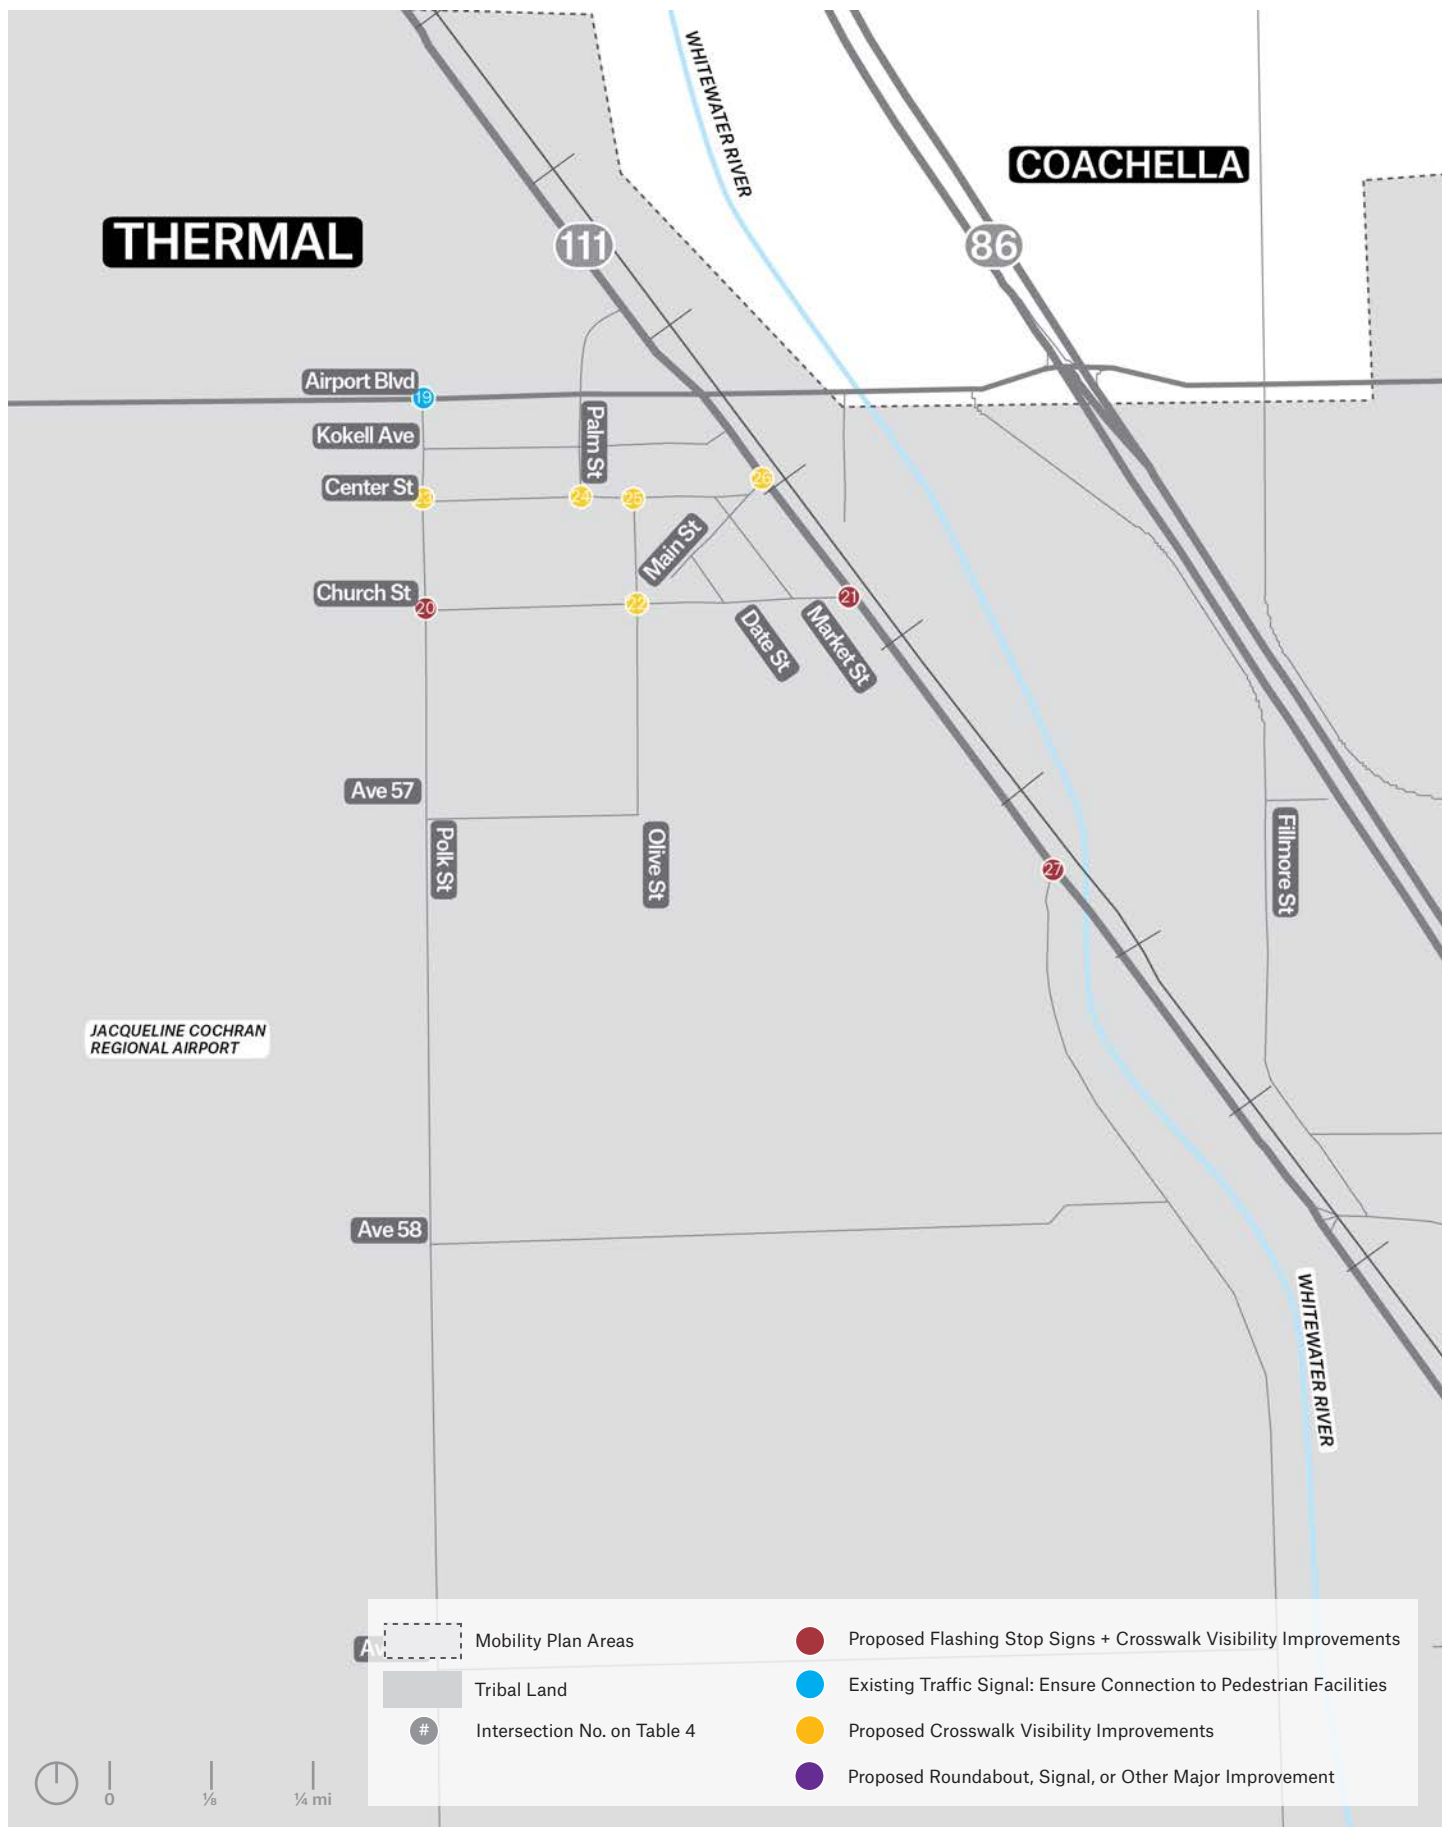 WHITEWATER RIVER
COACHELLA
THERMAL
111
86
Airport Blvd
19
Kokell Ave
Palm St
Center St
23
24
25
26
Main St
Church St
20
22
21
Date St
Market St
Ave 57
Polk St
Olive St
27
Fillmore St
JACQUELINE COCHRAN
REGIONAL AIRPORT
Ave 58
WHITEWATER RIVER
Mobility Plan Areas
Tribal Land
# Intersection No. on Table 4
Proposed Flashing Stop Signs + Crosswalk Visibility Improvements
Existing Traffic Signal: Ensure Connection to Pedestrian Facilities
Proposed Crosswalk Visibility Improvements
Proposed Roundabout, Signal, or Other Major Improvement
0
⅛
¼ mi